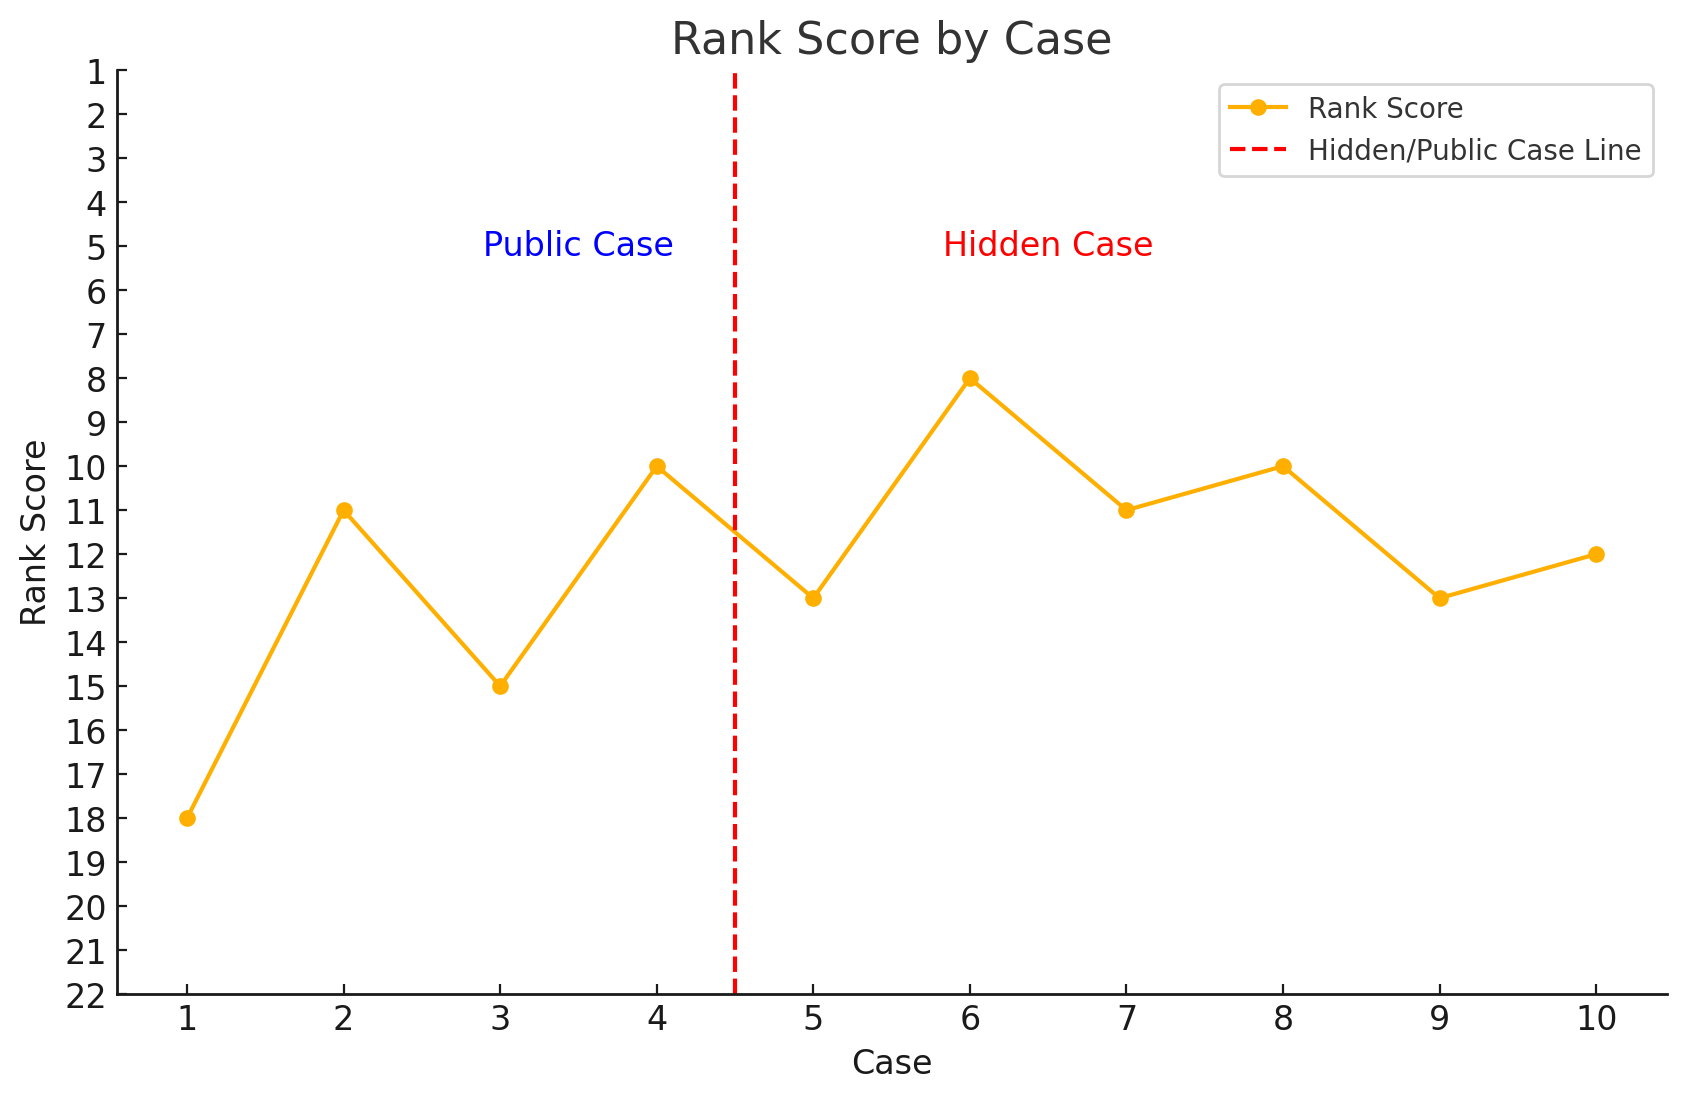 Rank Score by Case
Rank Score
Hidden/Public Case Line
Public Case
Hidden Case
Rank Score
1
2
3
4
5
6
7
8
9
10
11
12
13
14
15
16
17
18
19
20
21
22
1 2 3 4 5 6 7 8 9 10
Case